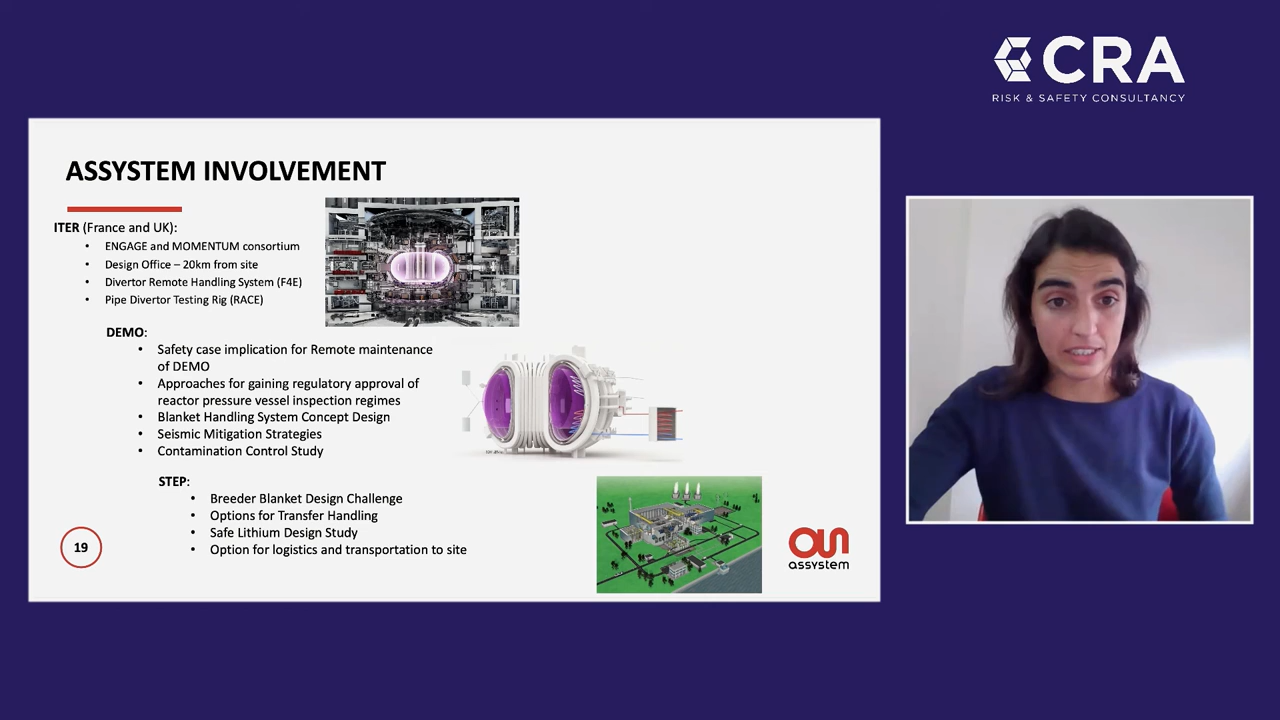 CRA
RISK & SAFETY CONSULTANCY
ASSYSTEM INVOLVEMENT
ITER (France and UK):
• ENGAGE and MOMENTUM consortium
• Design Office – 20km from site
• Divertor Remote Handling System (F4E)
• Pipe Divertor Testing Rig (RACE)
DEMO:
• Safety case implication for Remote maintenance
of DEMO
• Approaches for gaining regulatory approval of
reactor pressure vessel inspection regimes
• Blanket Handling System Concept Design
• Seismic Mitigation Strategies
• Contamination Control Study
STEP:
• Breeder Blanket Design Challenge
• Options for Transfer Handling
• Safe Lithium Design Study
• Option for logistics and transportation to site
19
assystem